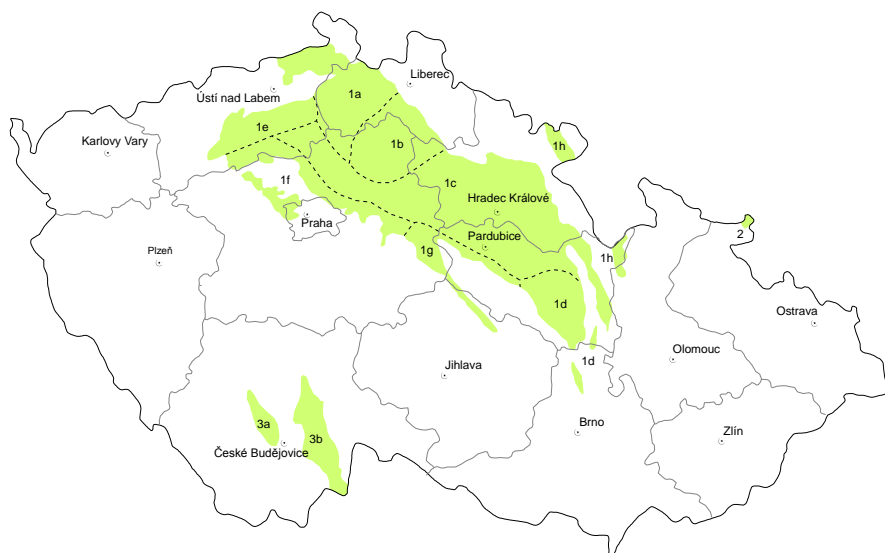 Liberec
Ústí nad Labem
1a
1e
Karlovy Vary
1b
1h
1f
1c
Hradec Králové
Praha
2
Plzeň
Pardubice
1g
1h
1d
Ostrava
1d
Olomouc
Jihlava
3a
3b
České Budějovice
Brno
Zlín